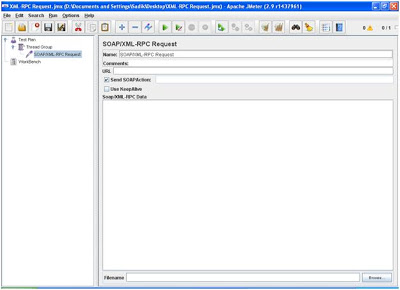 XML-RPC Request.jmx (D:\Documents and Settings\Sadik\Desktop\XML-RPC Request.jmx) - Apache JMeter (2.9 r1437961)
File Edit Search Run Options Help
0 0 / 1
Test Plan
Thread Group
SOAP/XML-RPC Request
WorkBench
SOAP/XML-RPC Request
Name: SOAP/XML-RPC Request
Comments:
URL
Send SOAPAction:
Use KeepAlive
Soap/XML-RPC Data
Filename Browse...